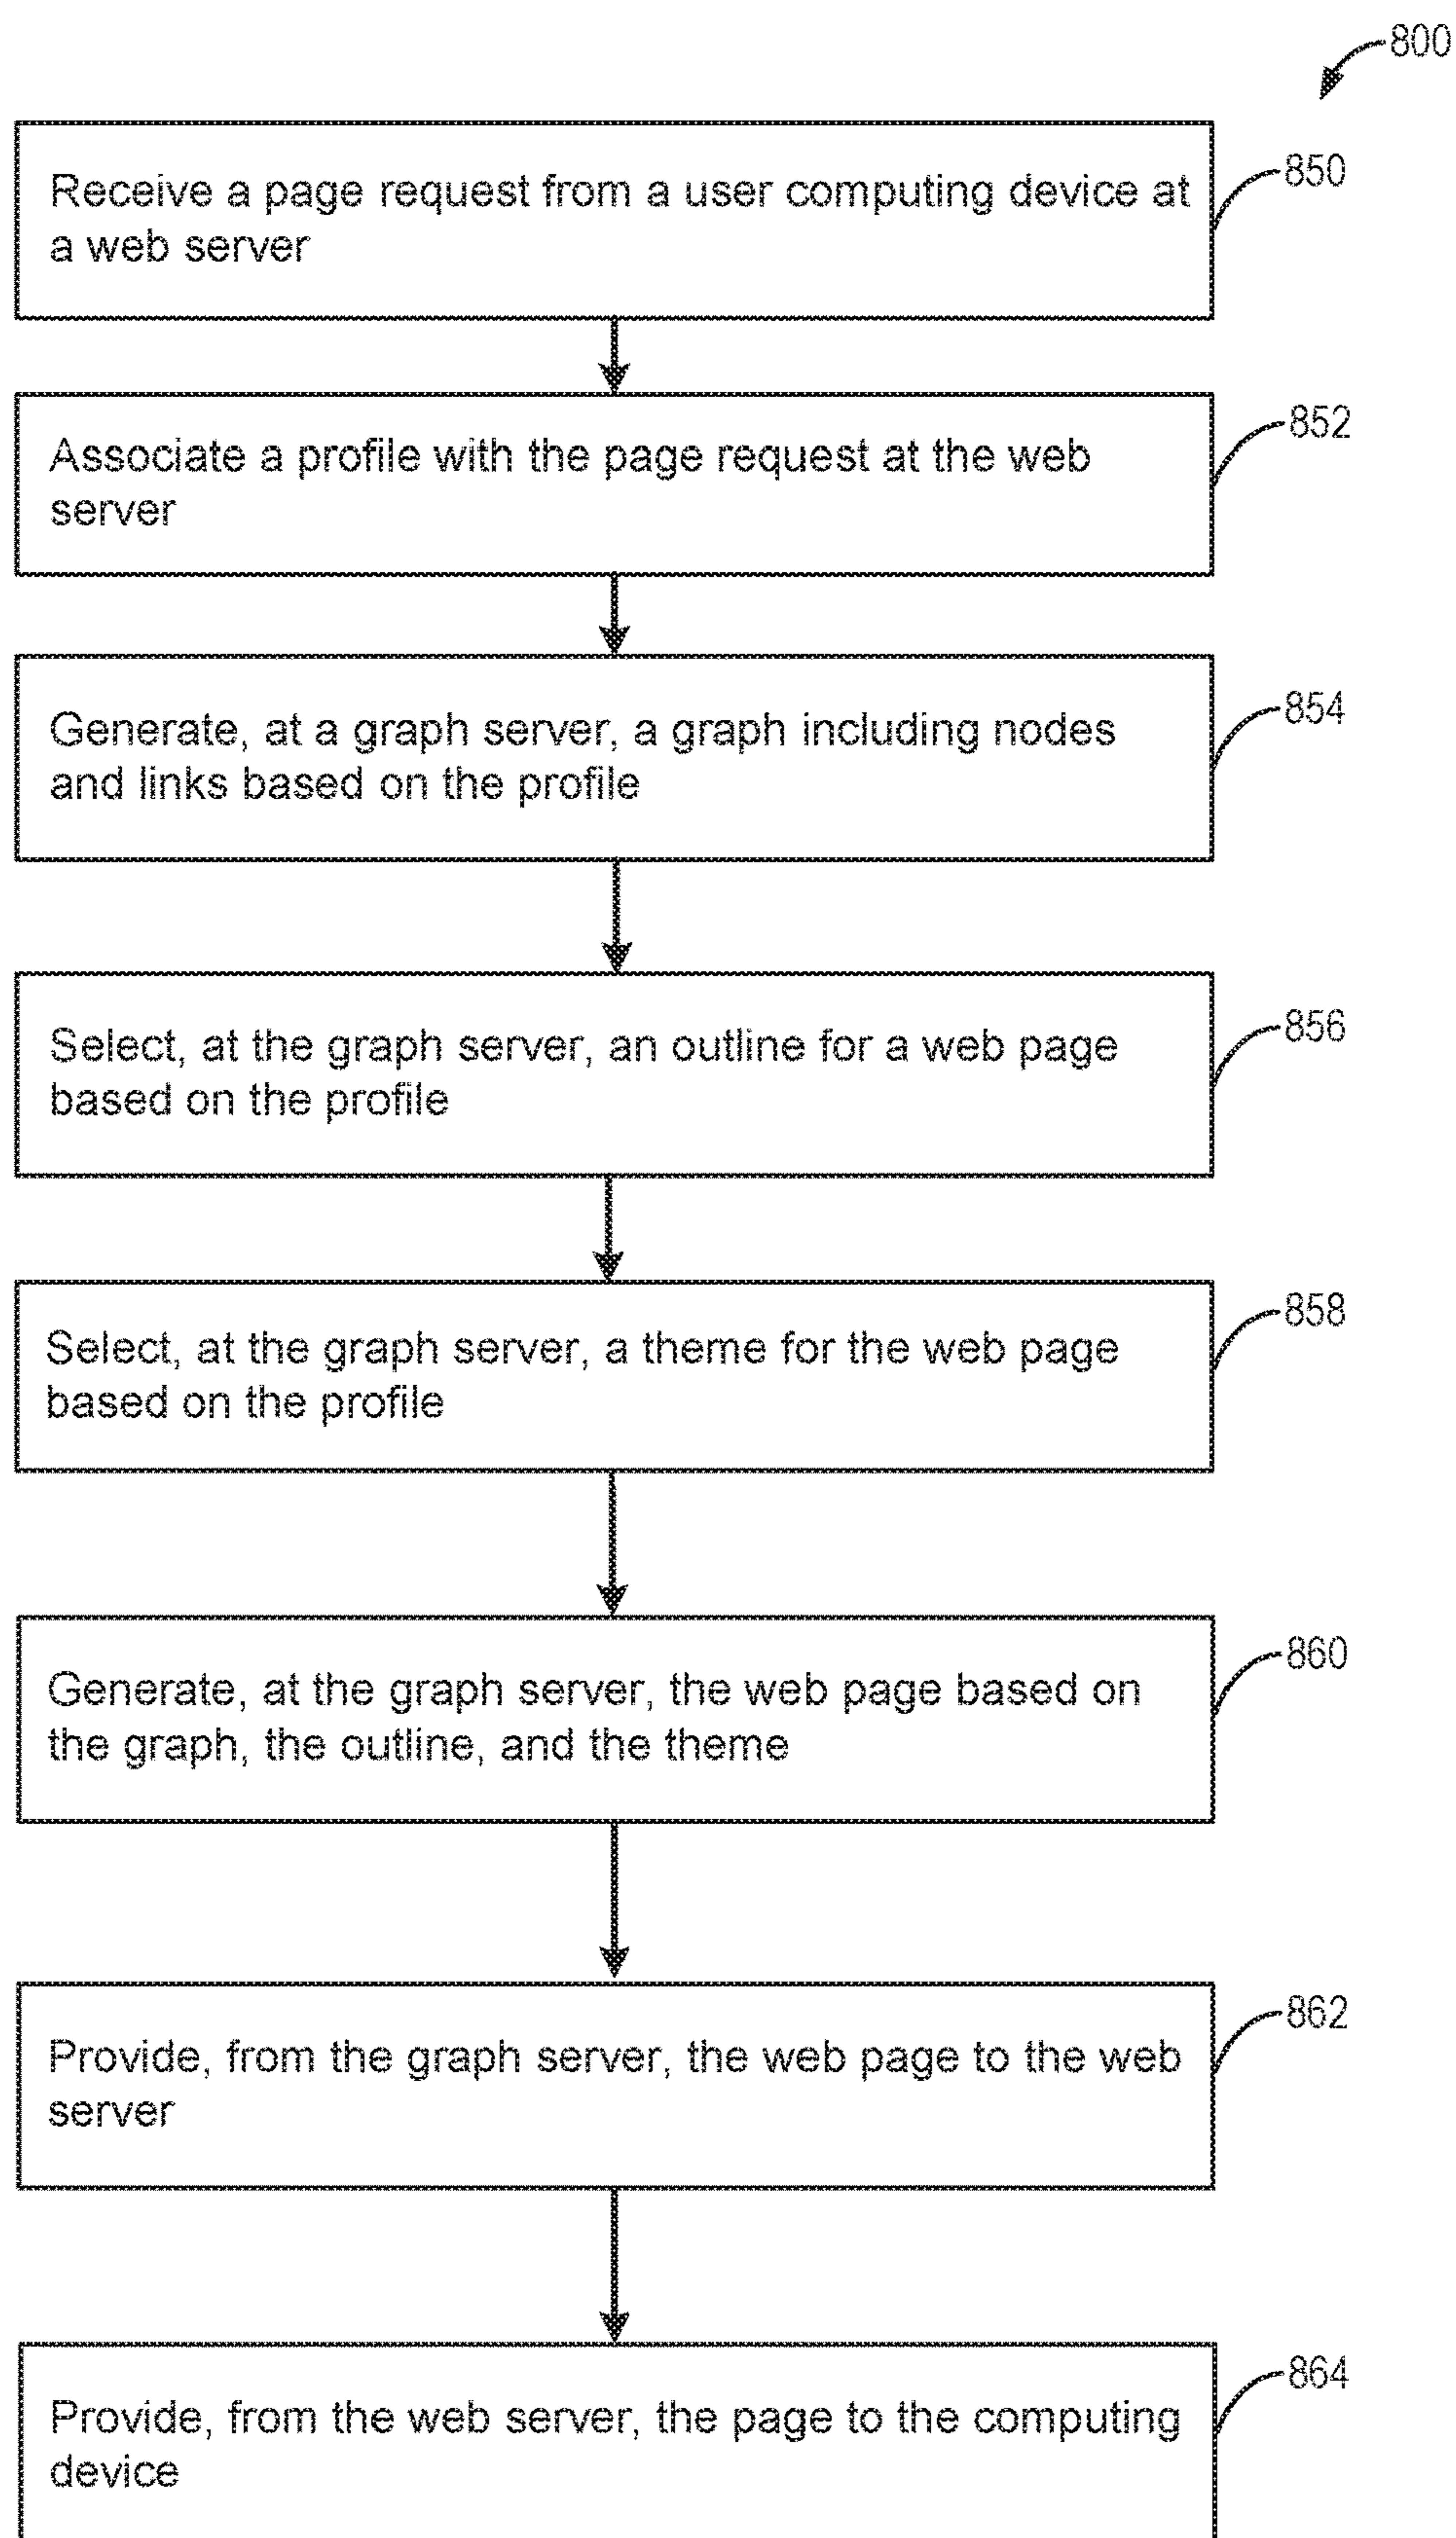 800
Receive a page request from a user computing device at
a web server
850
Associate a profile with the page request at the web
server
852
Generate, at a graph server, a graph including nodes
and links based on the profile
854
Select, at the graph server, an outline for a web page
based on the profile
856
Select, at the graph server, a theme for the web page
based on the profile
858
Generate, at the graph server, the web page based on
the graph, the outline, and the theme
860
Provide, from the graph server, the web page to the web
server
862
Provide, from the web server, the page to the computing
device
864